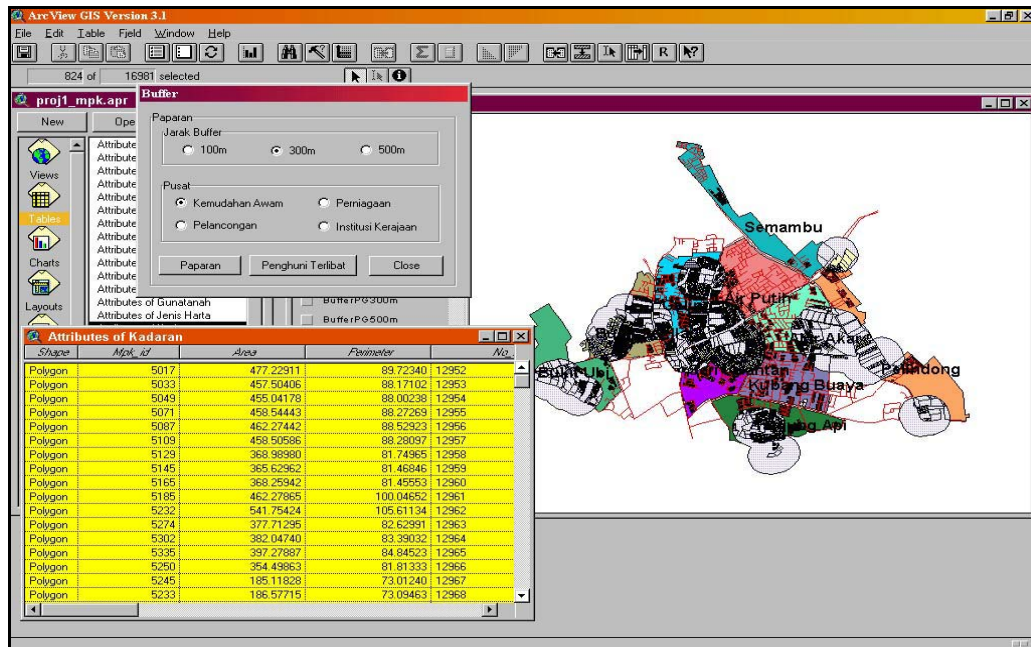 ArcView GIS Version 3.1
File Edit Table Field Window Help
824 of 16981 selected
proj1_mpk.apr
New
Ope
Views
Tables
Charts
Layouts
Attribute
Attribute
Attribute
Attribute
Attribute
Attribute
Attribute
Attribute
Attribute
Attribute
Attribute
Attribute
Attributes of Gunatanah
Attributes of Jenis Harta
Buffer
Paparan
Jarak Buffer
100m 300m 500m
Pusat
Kemudahan Awam Perniagaan
Pelancongan Institusi Kerajaan
Paparan Penghuni Terlibat Close
BufferPG300m
BufferPG500m
Semambu
Air Putih
Akar
Bukit Ubi
Pelindong
Kubang Buaya
Api
Attributes of Kadaran
Shape Mpk_id Area Perimeter No_
Polygon 5017 477.22911 89.72340 12952
Polygon 5033 457.50406 88.17102 12953
Polygon 5049 455.04178 88.00238 12954
Polygon 5071 458.54443 88.27269 12955
Polygon 5087 462.27442 88.52923 12956
Polygon 5109 458.50586 88.28097 12957
Polygon 5129 368.98980 81.74965 12958
Polygon 5145 365.62962 81.46846 12959
Polygon 5165 368.25942 81.45553 12960
Polygon 5185 462.27865 100.04652 12961
Polygon 5232 541.75424 105.61134 12962
Polygon 5274 377.71295 82.62991 12963
Polygon 5302 382.04740 83.39032 12964
Polygon 5335 397.27887 84.84523 12965
Polygon 5250 354.49863 81.81333 12966
Polygon 5245 185.11828 73.01240 12967
Polygon 5233 186.57715 73.09463 12968